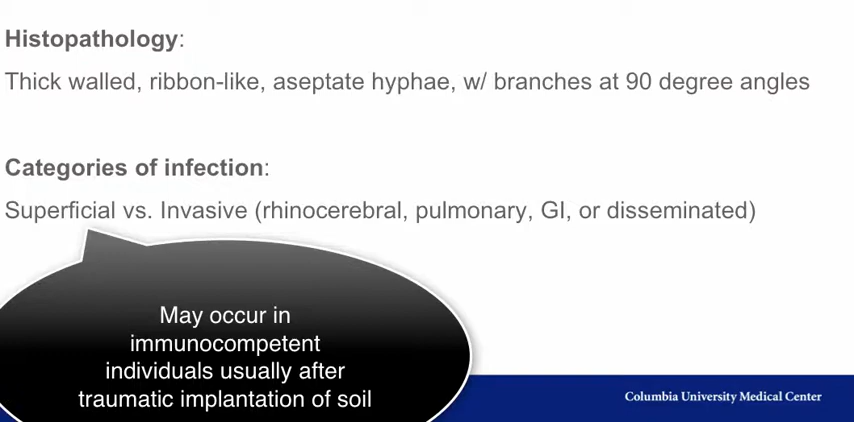 Histopathology:
Thick walled, ribbon-like, aseptate hyphae, w/ branches at 90 degree angles
Categories of infection:
Superficial vs. Invasive (rhinocerebral, pulmonary, GI, or disseminated)
May occur in
immunocompetent
individuals usually after
traumatic implantation of soil
Columbia University Medical Center